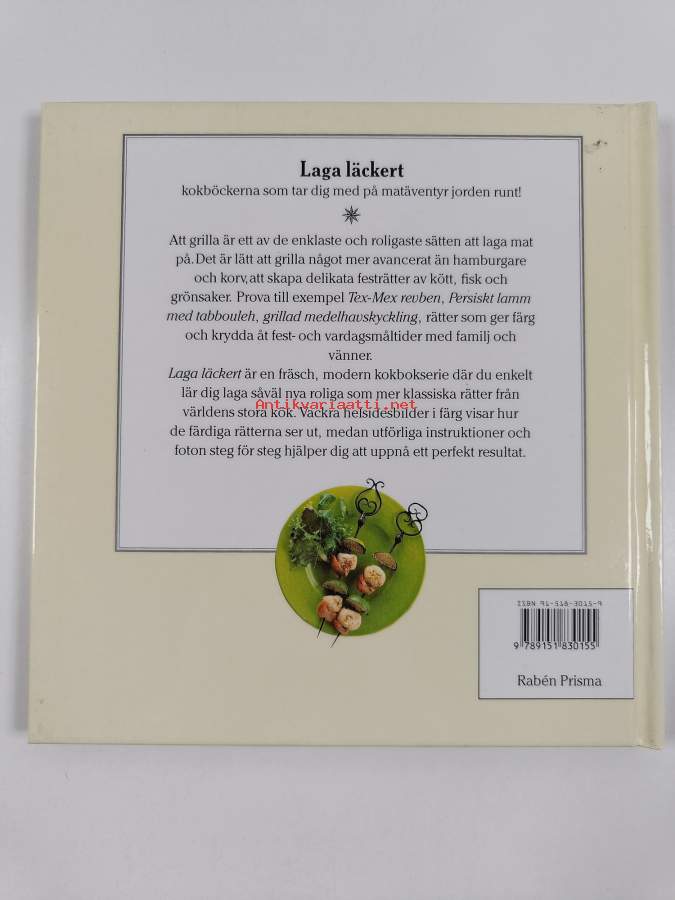 Laga läckert
kokböckerna som tar dig med på matäventyr jorden runt!
Att grilla är ett av de enklaste och roligaste sätten att laga mat
på. Det är lätt att grilla något mer avancerat än hamburgare
och korv, att skapa delikata festrätter av kött, fisk och
grönsaker. Prova till exempel Tex-Mex revben, Persiskt lamm
med tabbouleh, grillad medelhavskyckling, rätter som ger färg
och krydda åt fest- och vardagsmåltider med familj och
vänner.
Laga läckert är en fräsch, modern kokbokserie där du enkelt
lär dig laga såväl nya roliga som mer klassiska rätter från
Antikvariaatti.net
världens stora kök. Vackra helsidesbilder i färg visar hur
de färdiga rätterna ser ut, medan utförliga instruktioner och
foton steg för steg hjälper dig att uppnå ett perfekt resultat.
ISBN 91-518-3015-9
9 789151 830155
Rabén Prisma